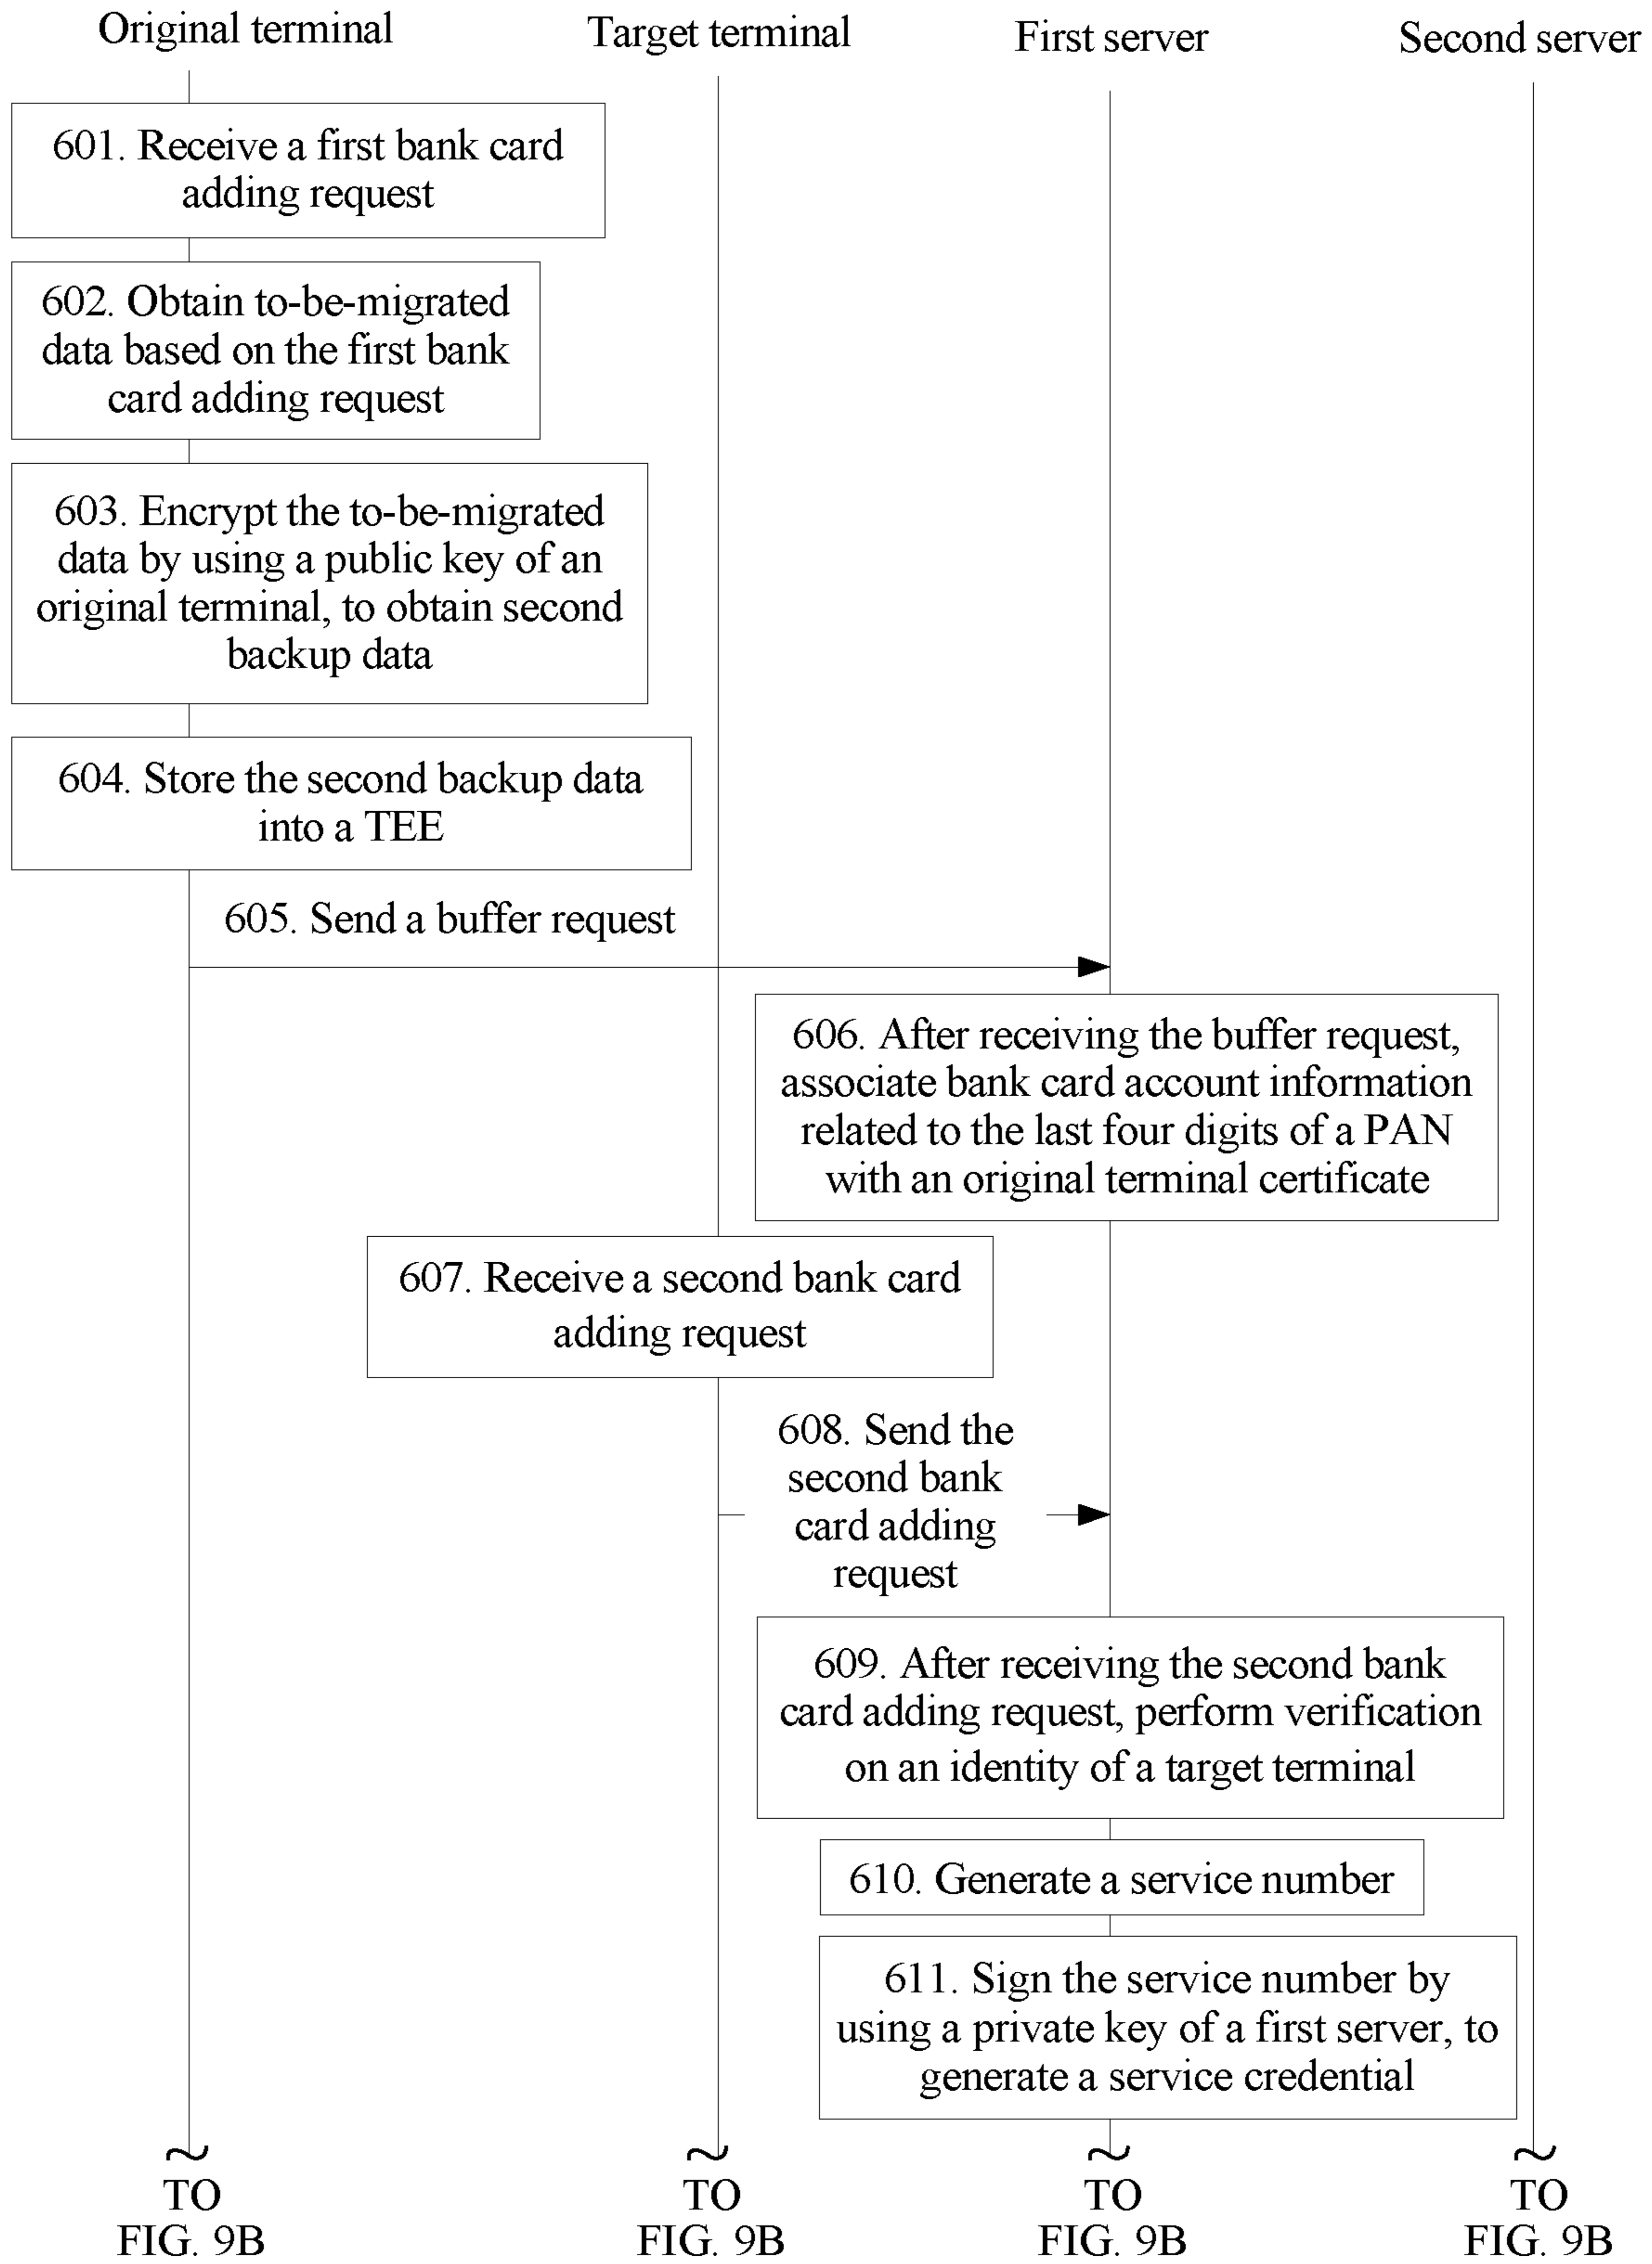 Original terminal
Target terminal
First server
Second server
601. Receive a first bank card
adding request
602. Obtain to-be-migrated
data based on the first bank
card adding request
603. Encrypt the to-be-migrated
data by using a public key of an
original terminal, to obtain second
backup data
604. Store the second backup data
into a TEE
605. Send a buffer request
606. After receiving the buffer request,
associate bank card account information
related to the last four digits of a PAN
with an original terminal certificate
607. Receive a second bank card
adding request
608. Send the
second bank
card adding
request
609. After receiving the second bank
card adding request, perform verification
on an identity of a target terminal
610. Generate a service number
611. Sign the service number by
using a private key of a first server, to
generate a service credential
TO
FIG. 9B
TO
FIG. 9B
TO
FIG. 9B
TO
FIG. 9B